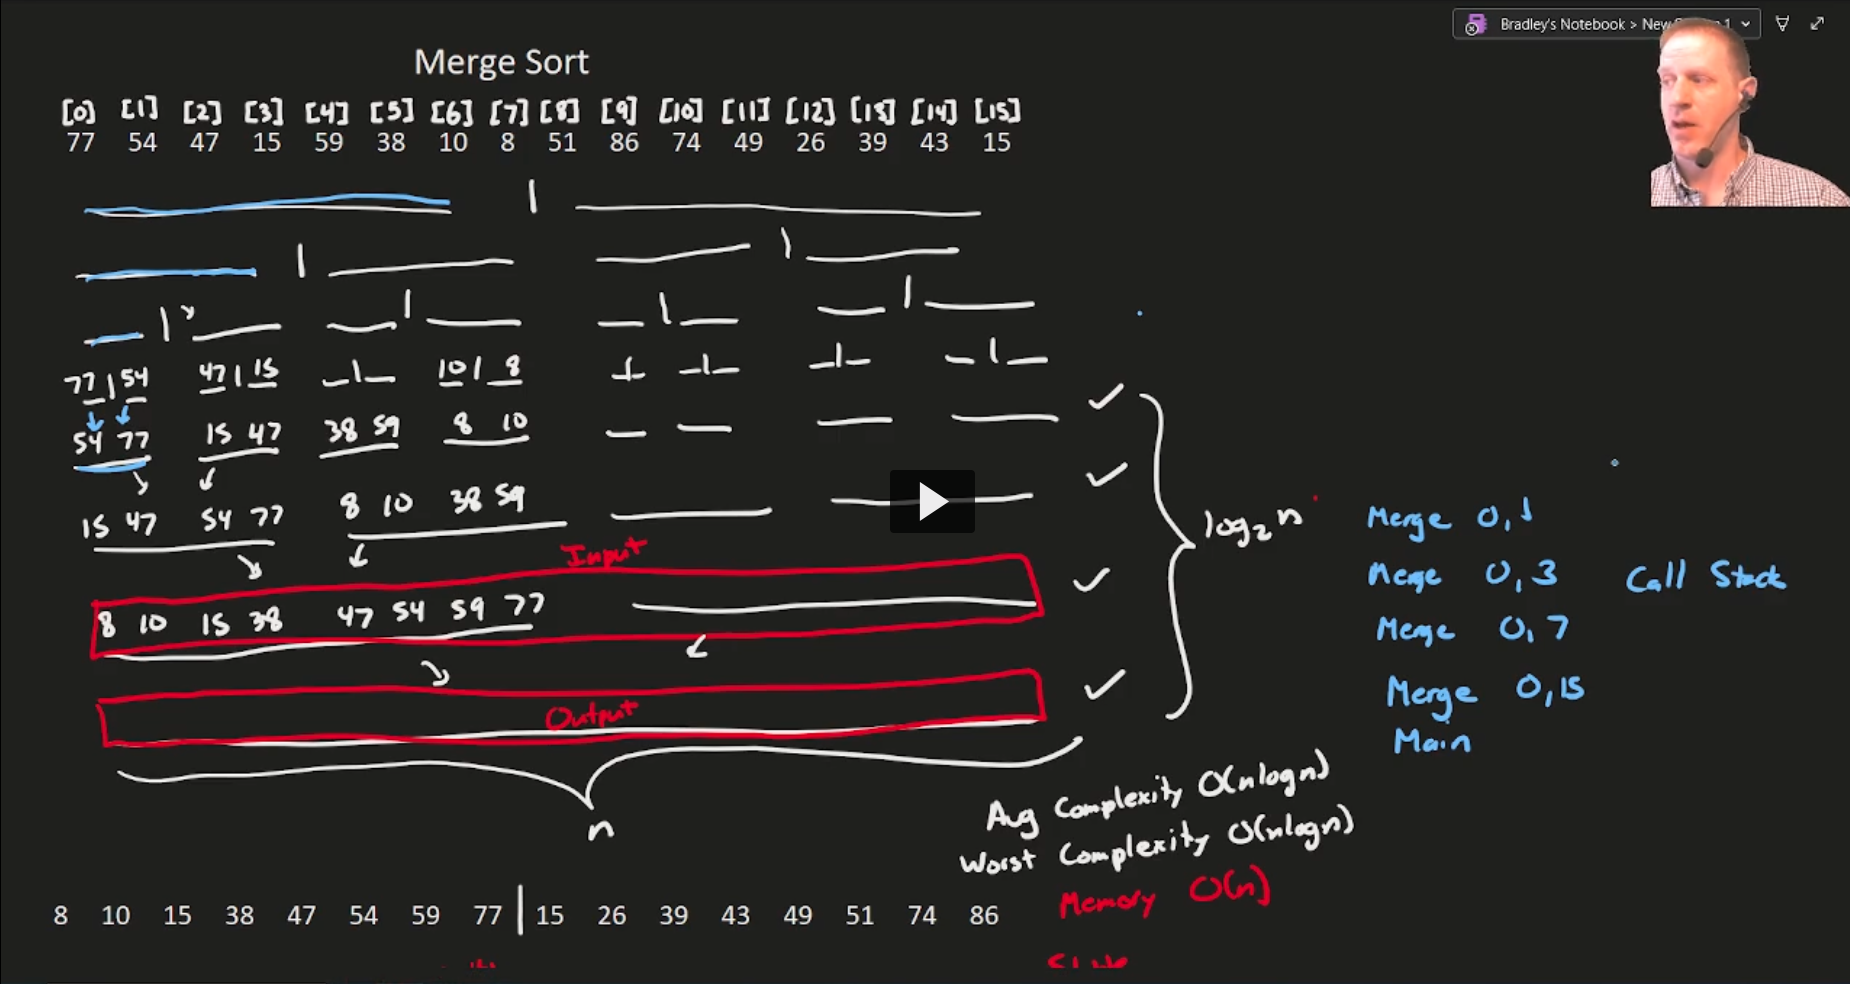 Bradley's Notebook > New
Merge Sort
[0] [1] [2] [3] [4] [5] [6] [7] [8] [9] [10] [11] [12] [13] [14] [15]
77 54 47 15 59 38 10 8 51 86 74 49 26 39 43 15
77 | 54 47 | 15 10 | 8
54 77 15 47 38 59 8 10
15 47 54 77 8 10 38 59
Input
8 10 15 38 47 54 59 77
Output
n
log₂n
Merge 0,1
Merge 0,3 Call Stack
Merge 0,7
Merge 0,15
Main
Avg Complexity O(nlogn)
Worst Complexity O(nlogn)
Memory O(n)
8 10 15 38 47 54 59 77 | 15 26 39 43 49 51 74 86